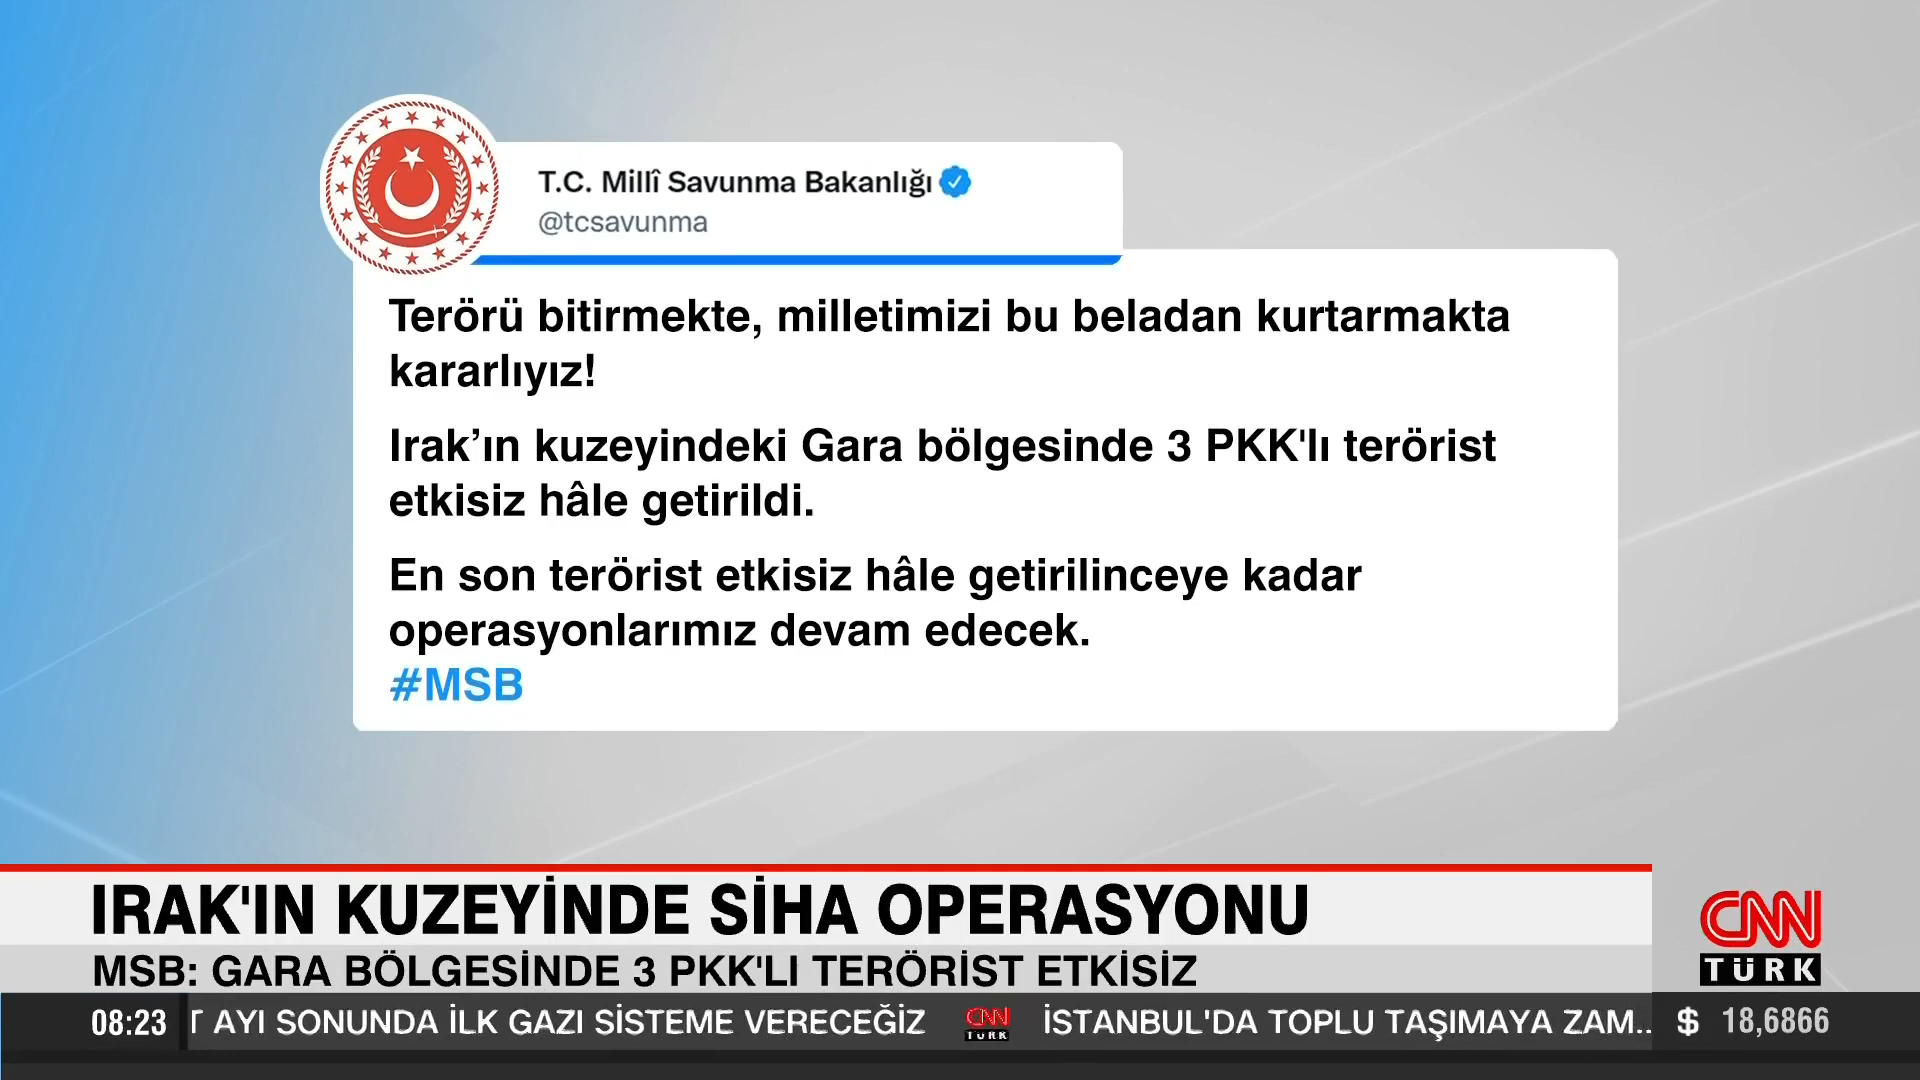 T.C. Millî Savunma Bakanlığı
@tcsavunma
Terörü bitirmekte, milletimizi bu beladan kurtarmakta
kararlıyız!
Irak’ın kuzeyindeki Gara bölgesinde 3 PKK'lı terörist
etkisiz hâle getirildi.
En son terörist etkisiz hâle getirilinceye kadar
operasyonlarımız devam edecek.
#MSB
IRAK'IN KUZEYİNDE SİHA OPERASYONU
MSB: GARA BÖLGESİNDE 3 PKK'LI TERÖRİST ETKİSİZ
CNN
TÜRK
08:23 T AYI SONUNDA İLK GAZI SİSTEME VERECEĞİZ CNN TÜRK İSTANBUL'DA TOPLU TAŞIMAYA ZAM.. $ 18,6866